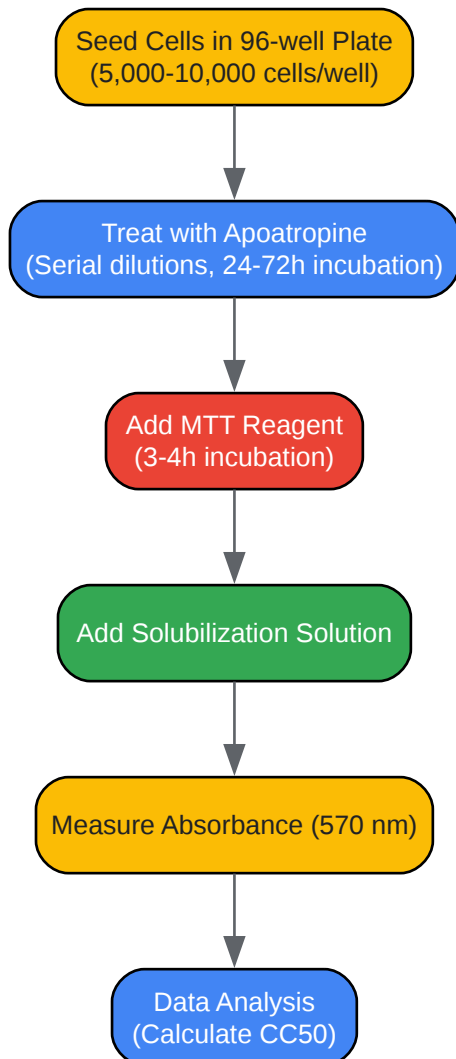 Seed Cells in 96-well Plate
(5,000-10,000 cells/well)
Treat with Apoatropine
(Serial dilutions, 24-72h incubation)
Add MTT Reagent
(3-4h incubation)
Add Solubilization Solution
Measure Absorbance (570 nm)
Data Analysis
(Calculate CC50)